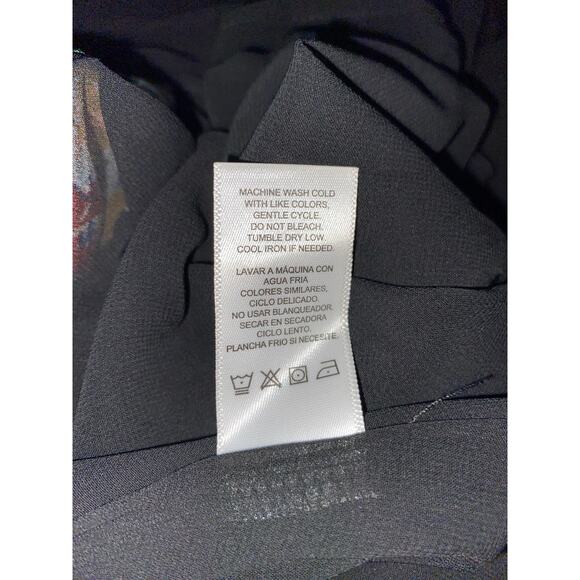 MACHINE WASH COLD
WITH LIKE COLORS,
GENTLE CYCLE.
DO NOT BLEACH.
TUMBLE DRY LOW.
COOL IRON IF NEEDED.
LAVAR A MÁQUINA CON
AGUA FRIA
COLORES SIMILARES,
CICLO DELICADO.
NO USAR BLANQUEADOR.
SECAR EN SECADORA
CICLO LENTO.
PLANCHA FRIO SI NECESITE.